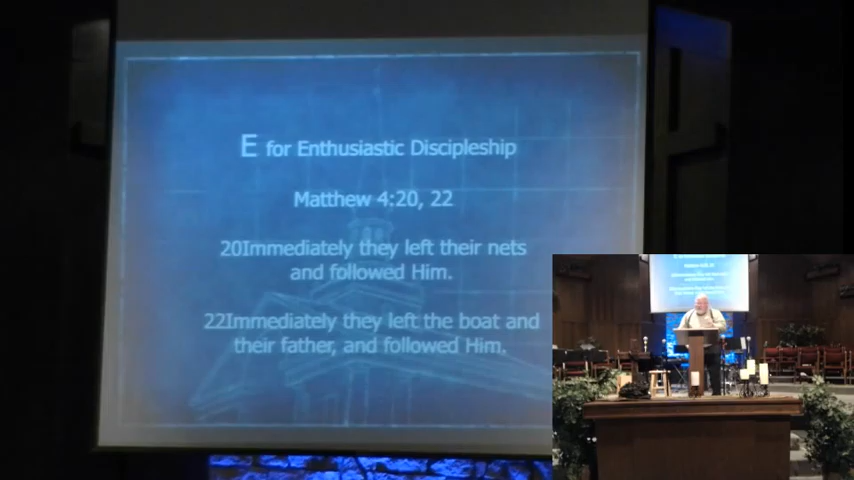 E for Enthusiastic Discipleship
Matthew 4:20, 22
20Immediately they left their nets
and followed Him.
22Immediately they left the boat and
their father, and followed Him.